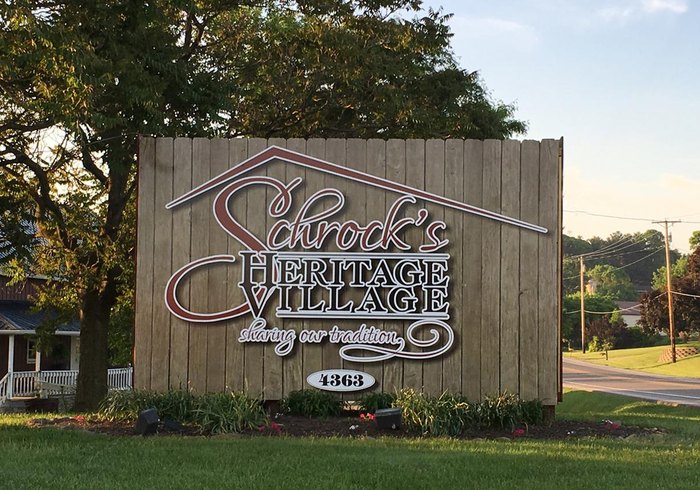 Schrock's
HERITAGE
VILLAGE
sharing our tradition
4363